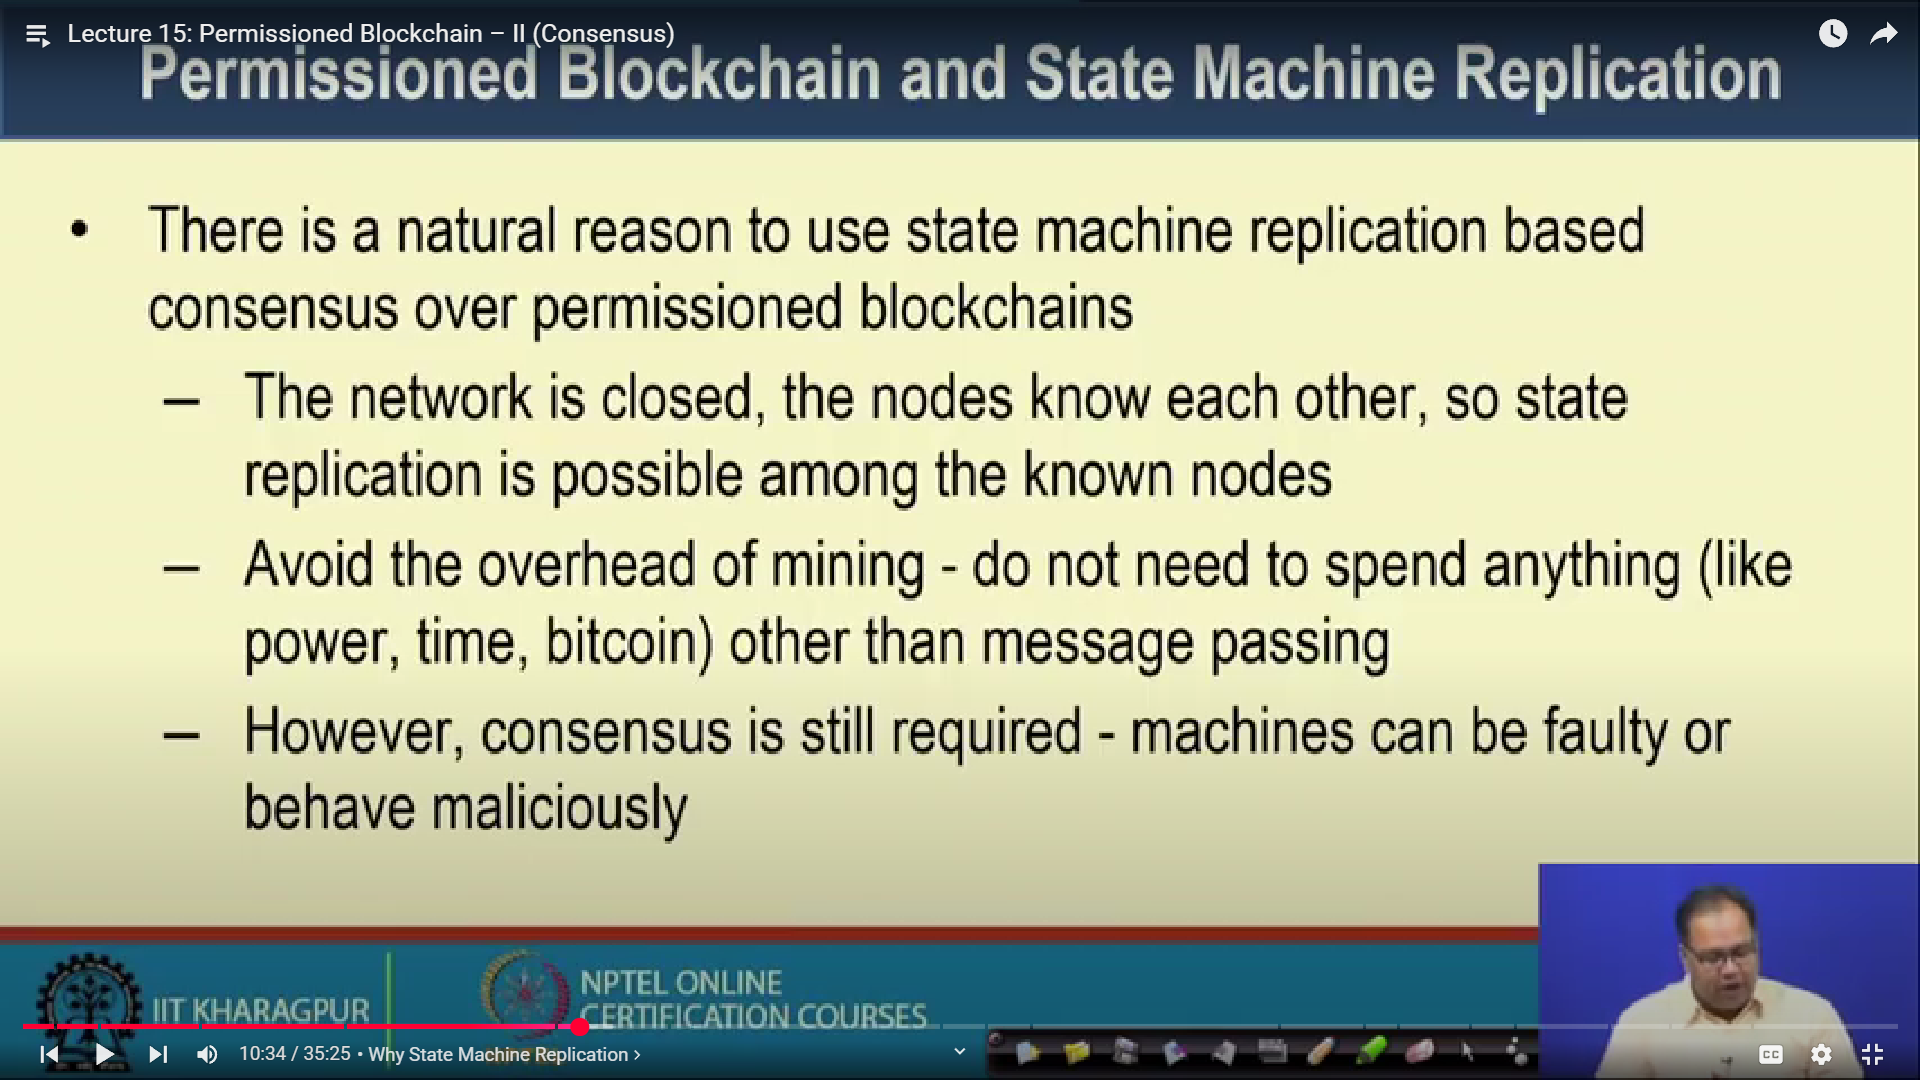 Lecture 15: Permissioned Blockchain – II (Consensus)
Permissioned Blockchain and State Machine Replication
• There is a natural reason to use state machine replication based
consensus over permissioned blockchains
– The network is closed, the nodes know each other, so state
replication is possible among the known nodes
– Avoid the overhead of mining - do not need to spend anything (like
power, time, bitcoin) other than message passing
– However, consensus is still required - machines can be faulty or
behave maliciously
IIT KHARAGPUR
NPTEL ONLINE
CERTIFICATION COURSES
10:34 / 35:25 • Why State Machine Replication ›
CC